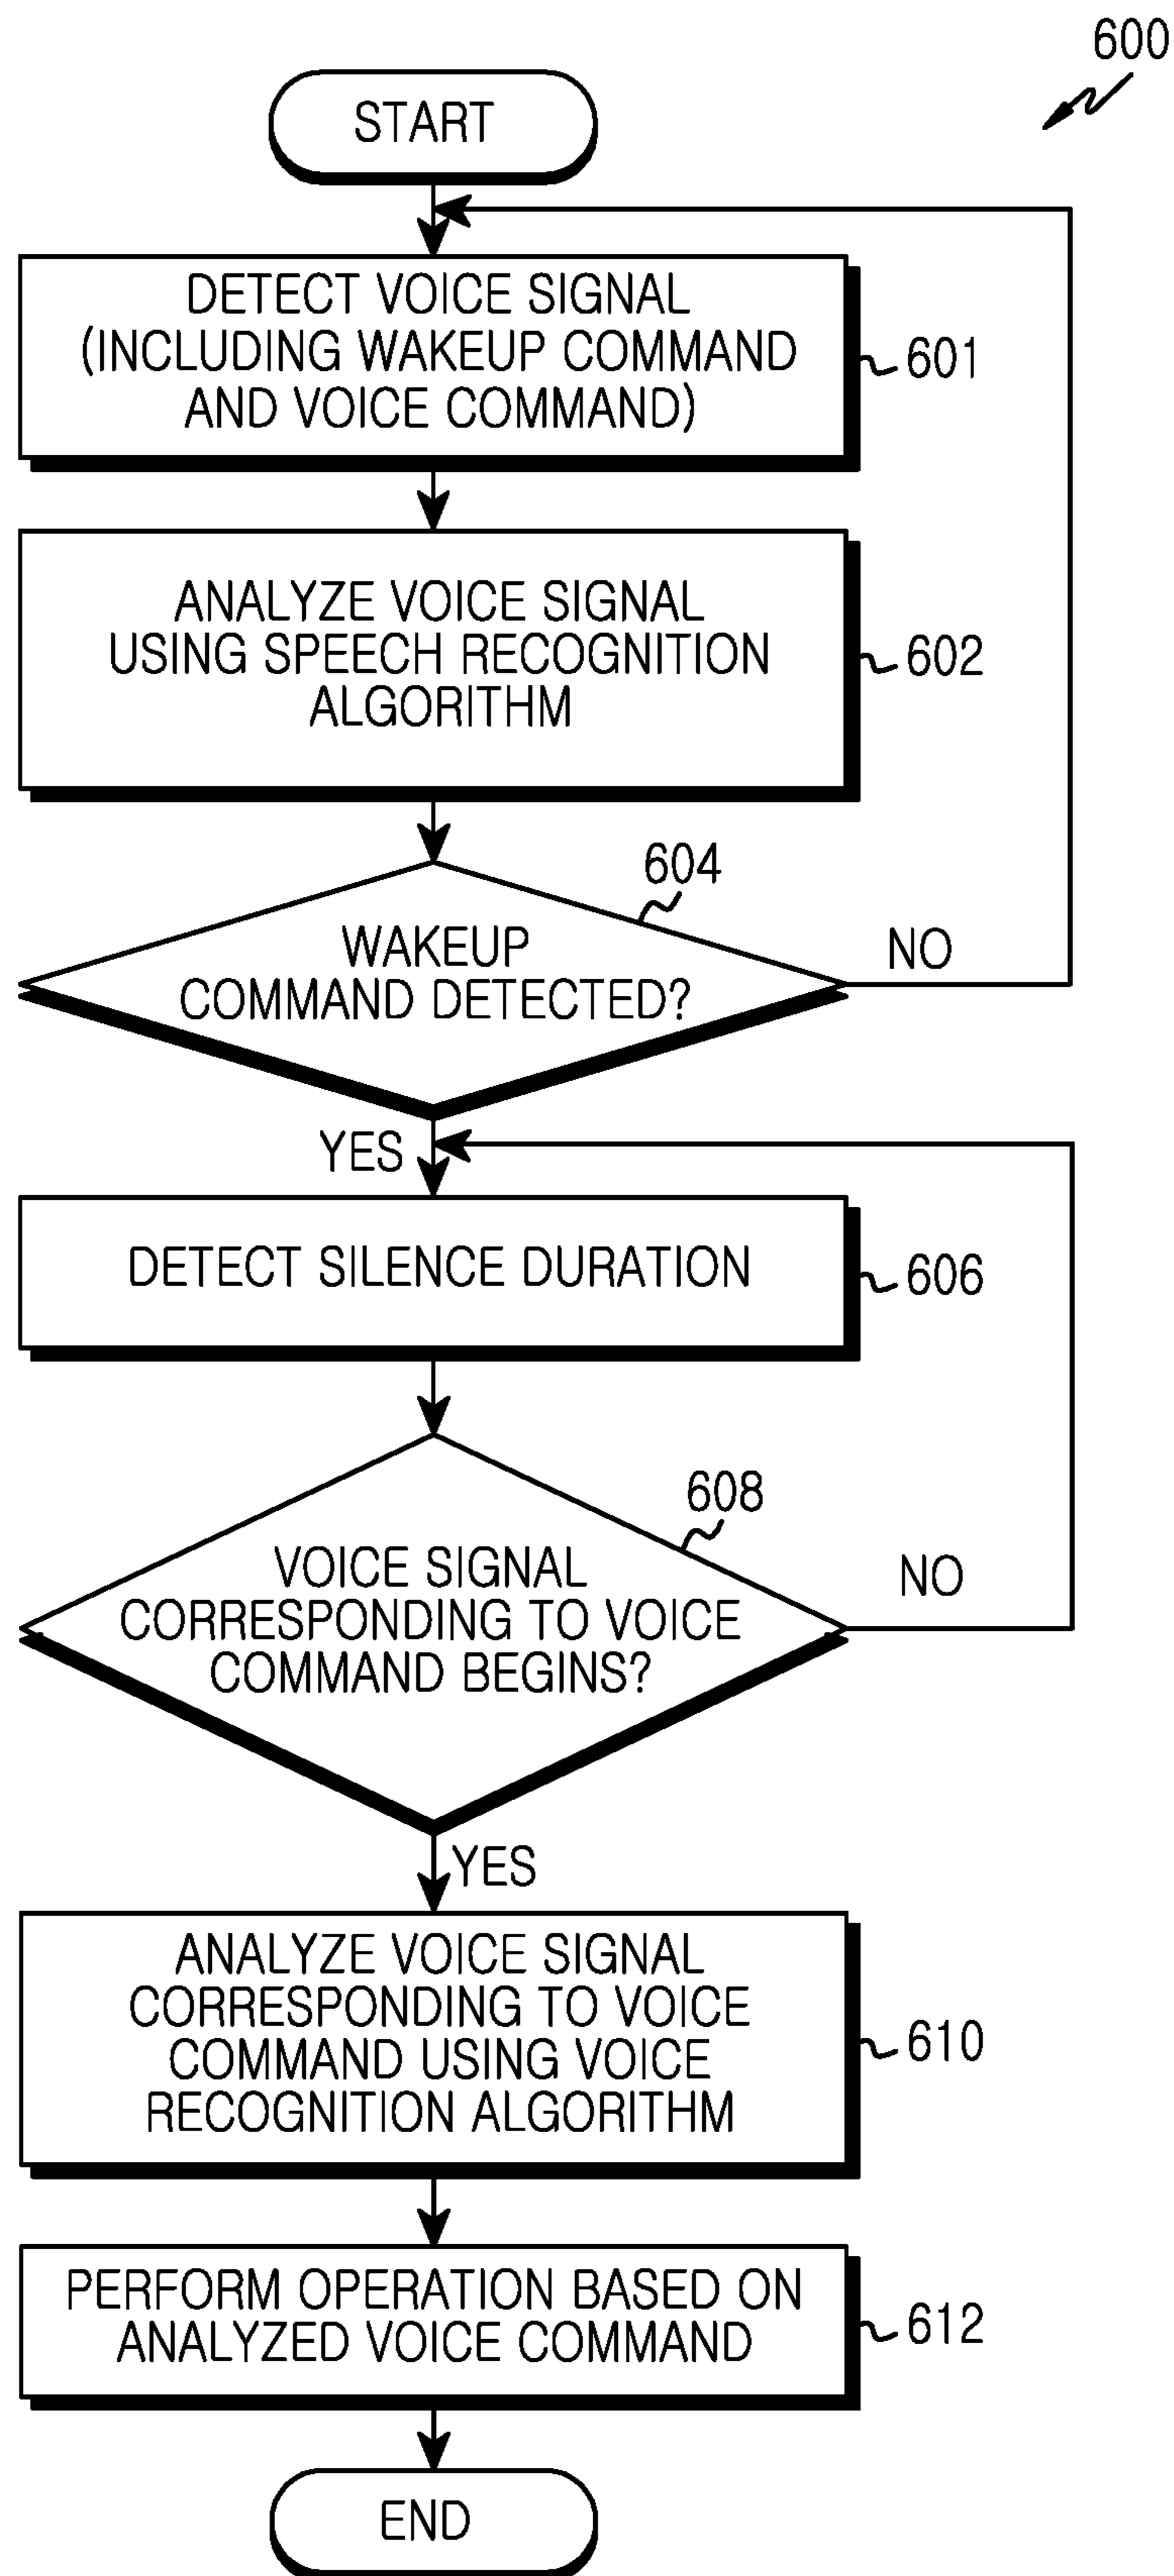 600
START
DETECT VOICE SIGNAL
(INCLUDING WAKEUP COMMAND
AND VOICE COMMAND)
601
ANALYZE VOICE SIGNAL
USING SPEECH RECOGNITION
ALGORITHM
602
604
WAKEUP
COMMAND DETECTED?
NO
YES
DETECT SILENCE DURATION
606
608
VOICE SIGNAL
CORRESPONDING TO VOICE
COMMAND BEGINS?
NO
YES
ANALYZE VOICE SIGNAL
CORRESPONDING TO VOICE
COMMAND USING VOICE
RECOGNITION ALGORITHM
610
PERFORM OPERATION BASED ON
ANALYZED VOICE COMMAND
612
END